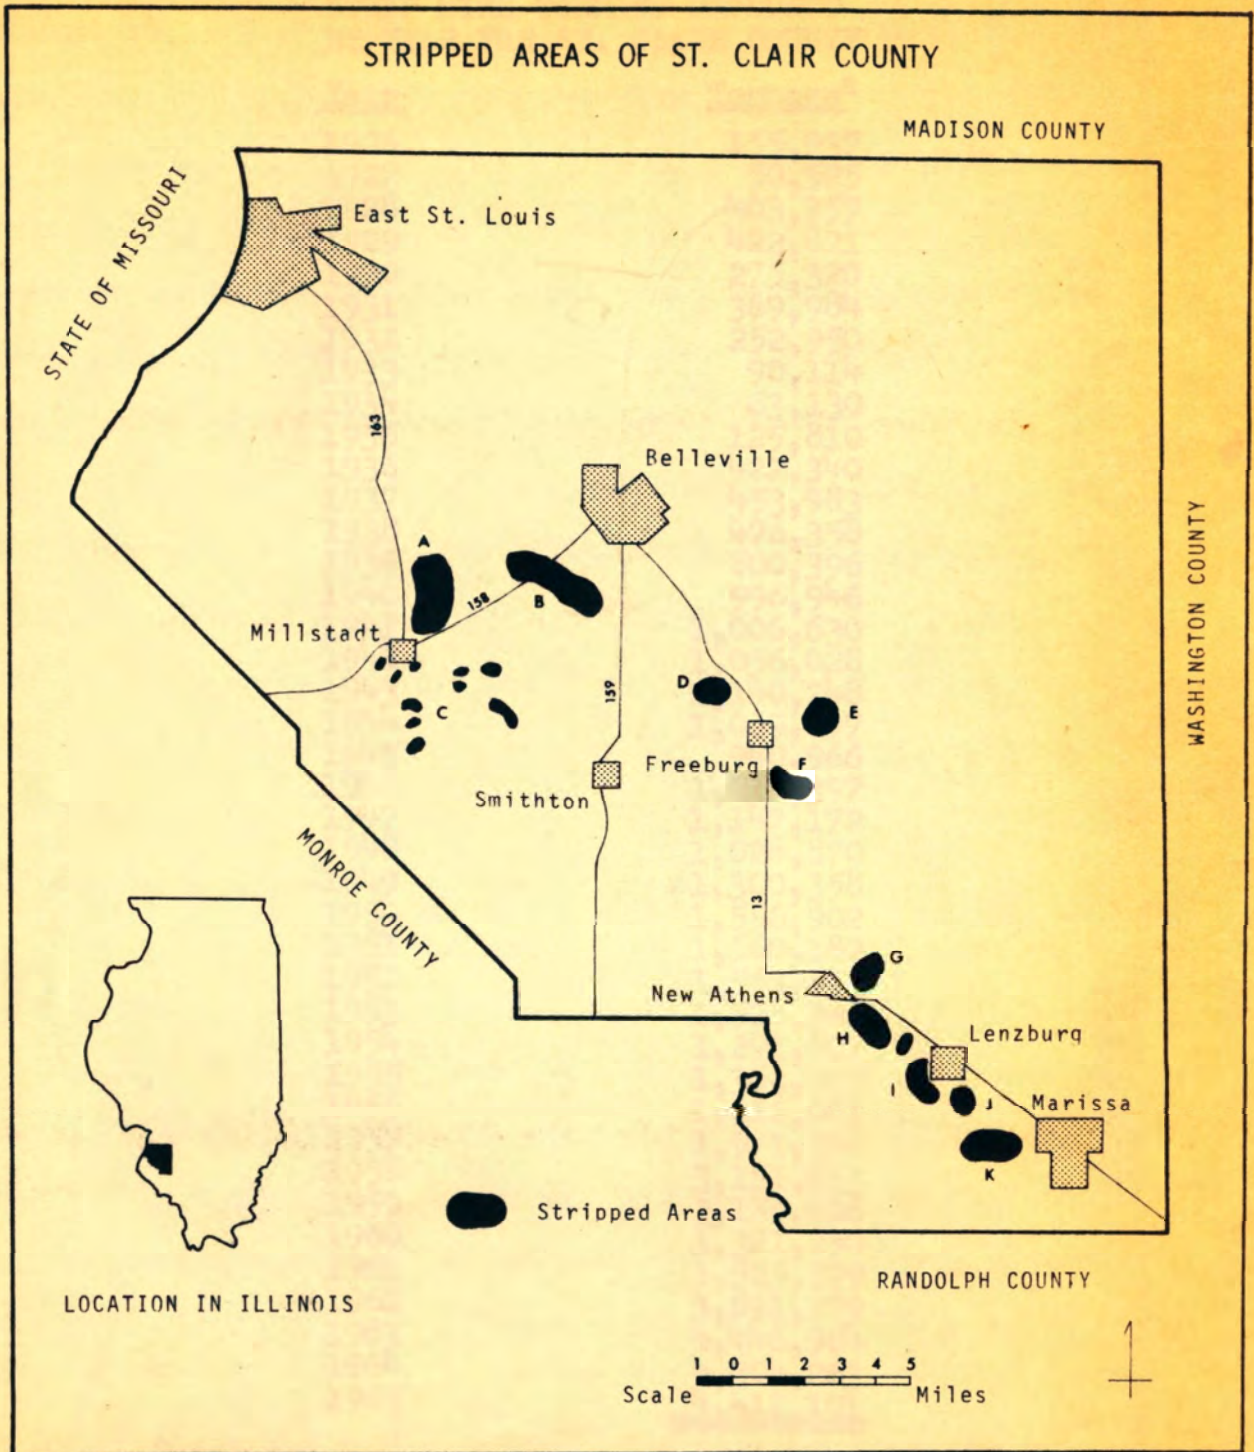 STRIPPED AREAS OF ST. CLAIR COUNTY
MADISON COUNTY
STATE OF MISSOURI
East St. Louis
163
Belleville
WASHINGTON COUNTY
A
158
B
Millstadt
C
159
D
E
Freeburg
F
Smithton
MONROE COUNTY
13
G
New Athens
H
Lenzburg
I
J
Marissa
K
Stripped Areas
RANDOLPH COUNTY
LOCATION IN ILLINOIS
1 0 1 2 3 4 5
Scale Miles